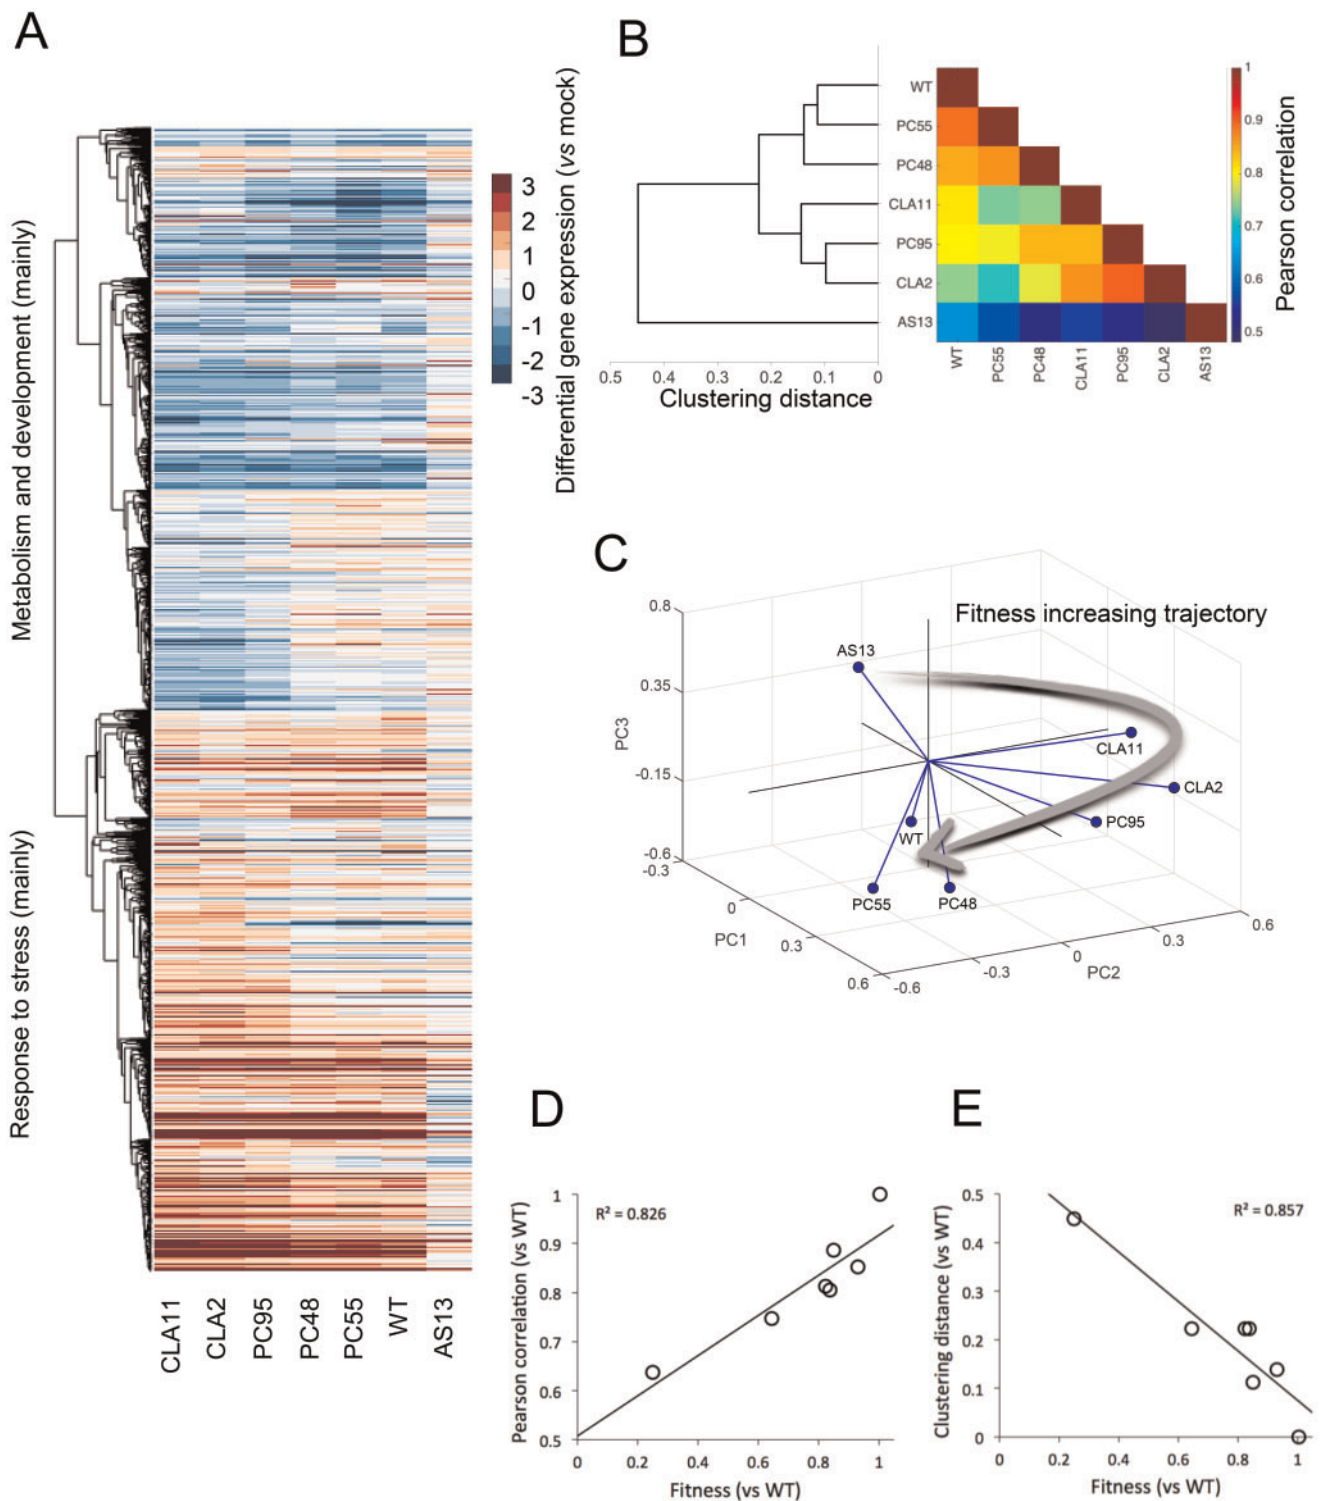 A
Metabolism and development (mainly)
Response to stress (mainly)
3
2
1
0
-1
-2
-3
Differential gene expression (vs mock)
CLA11
CLA2
PC95
PC48
PC55
WT
AS13
B
WT
PC55
PC48
CLA11
PC95
CLA2
AS13
0.5 0.4 0.3 0.2 0.1 0
Clustering distance
WT PC55 PC48 CLA11 PC95 CLA2 AS13
1
0.9
0.8
0.7
0.6
0.5
Pearson correlation
C
Fitness increasing trajectory
0.8
0.35
-0.15
-0.6
PC3
-0.3
0
0.3
0.6
PC1
-0.6
-0.3
0
0.3
0.6
PC2
AS13
CLA11
CLA2
PC95
WT
PC55
PC48
D
R² = 0.826
1
0.9
0.8
0.7
0.6
0.5
Pearson correlation (vs WT)
0 0.2 0.4 0.6 0.8 1
Fitness (vs WT)
E
R² = 0.857
0.5
0.4
0.3
0.2
0.1
0
Clustering distance (vs WT)
0 0.2 0.4 0.6 0.8 1
Fitness (vs WT)